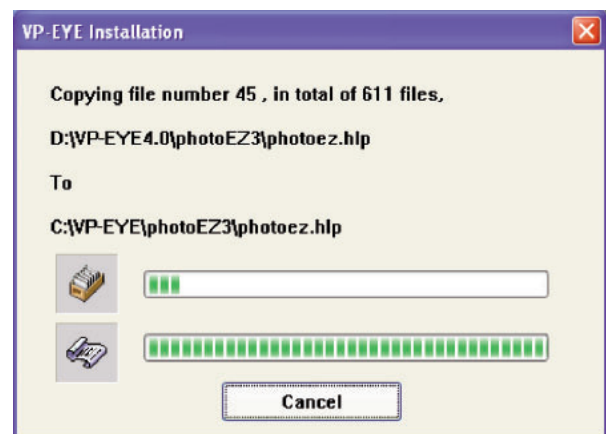 VP-EYE Installation
Copying file number 45 , in total of 611 files,
D:\VP-EYE4.0\photoEZ3\photoez.hlp
To
C:\VP-EYE\photoEZ3\photoez.hlp
Cancel